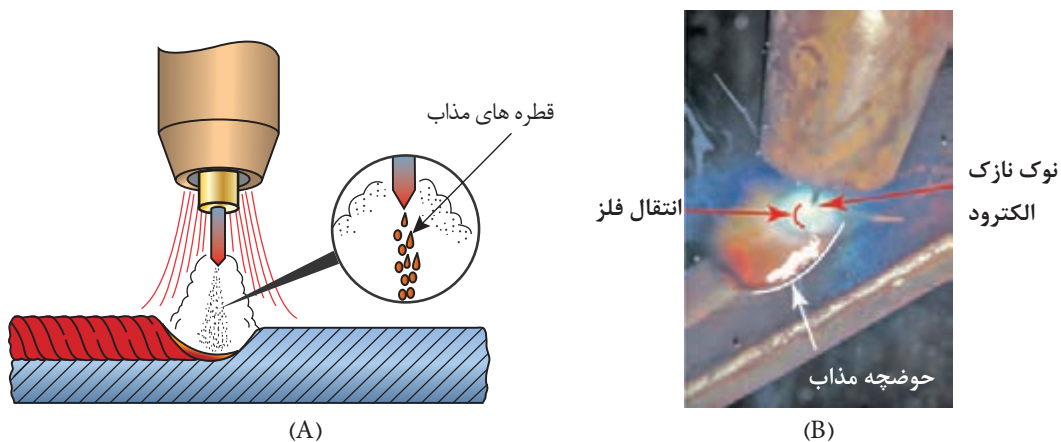 قطره های مذاب
نوک نازک
الکترود
انتقال فلز
حوضچه مذاب
(A)
(B)